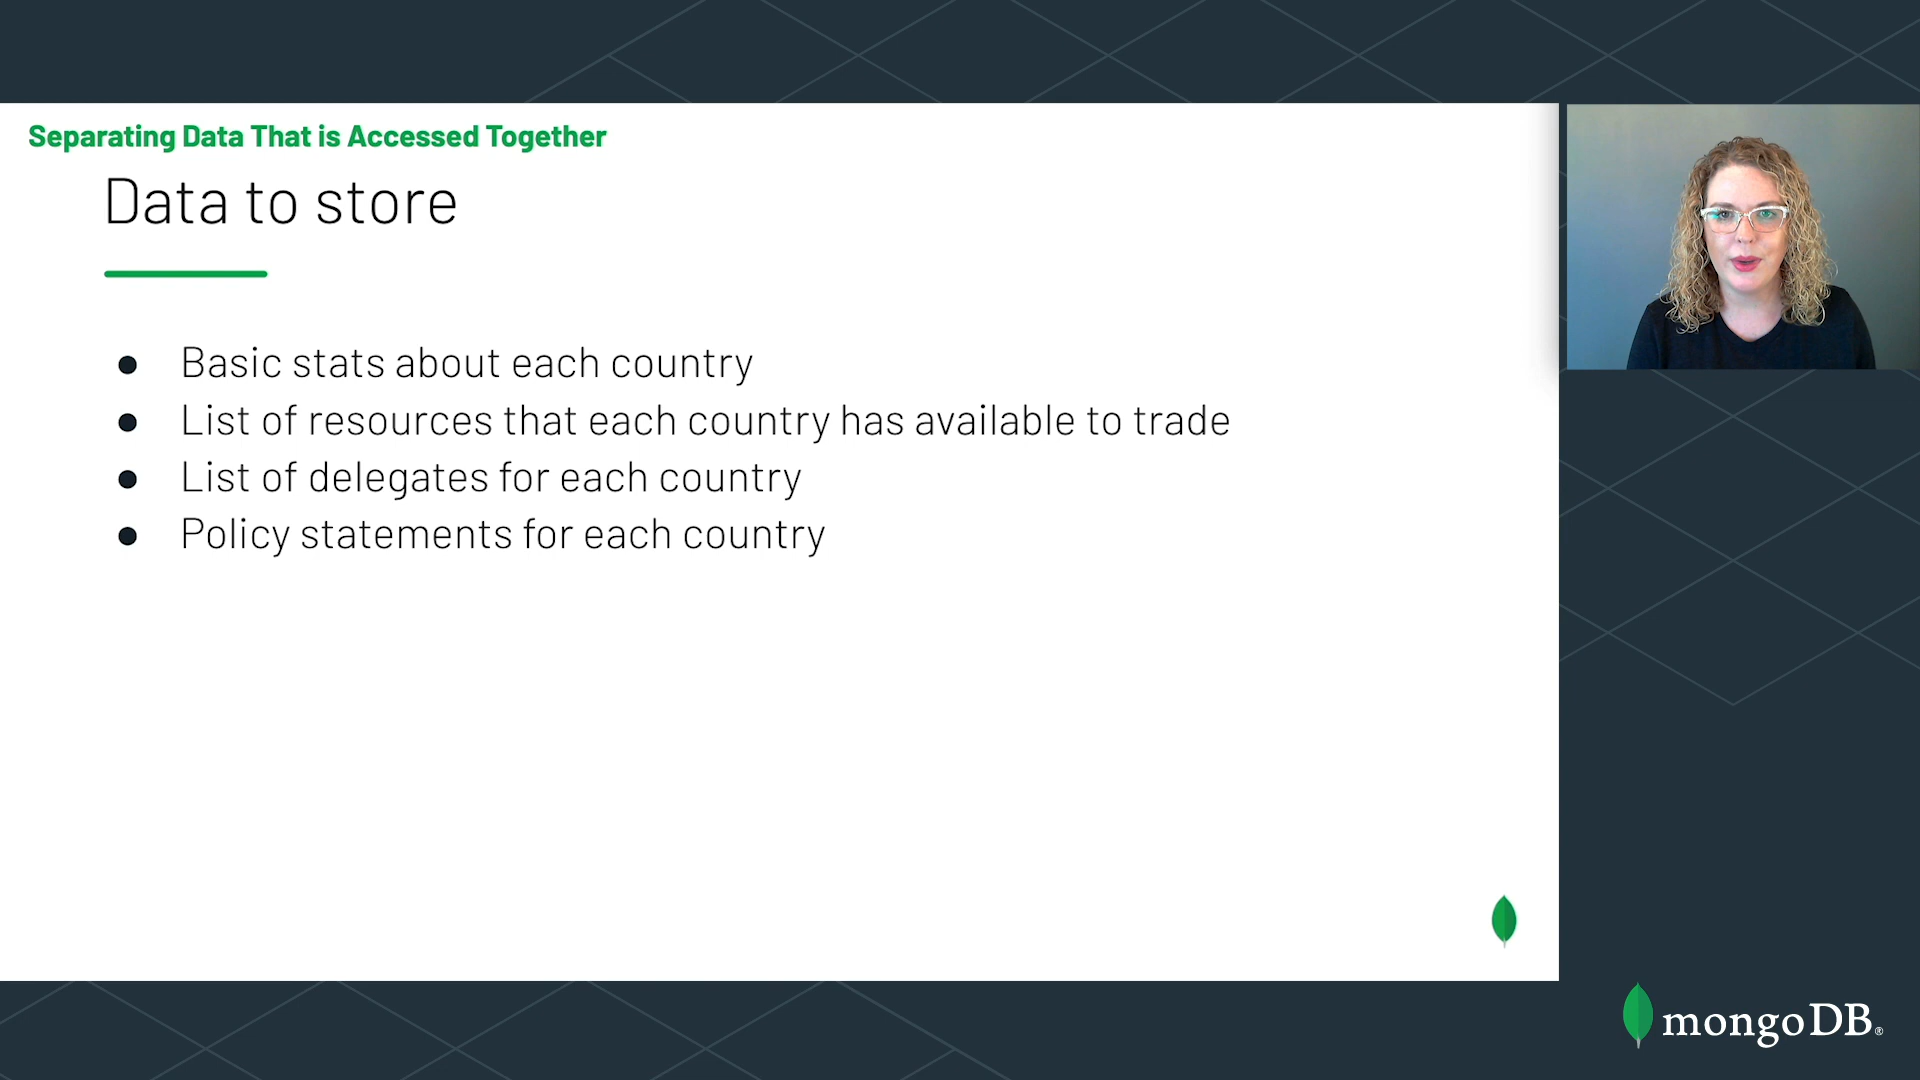 Separating Data That is Accessed Together
Data to store
● Basic stats about each country
● List of resources that each country has available to trade
● List of delegates for each country
● Policy statements for each country
mongoDB®